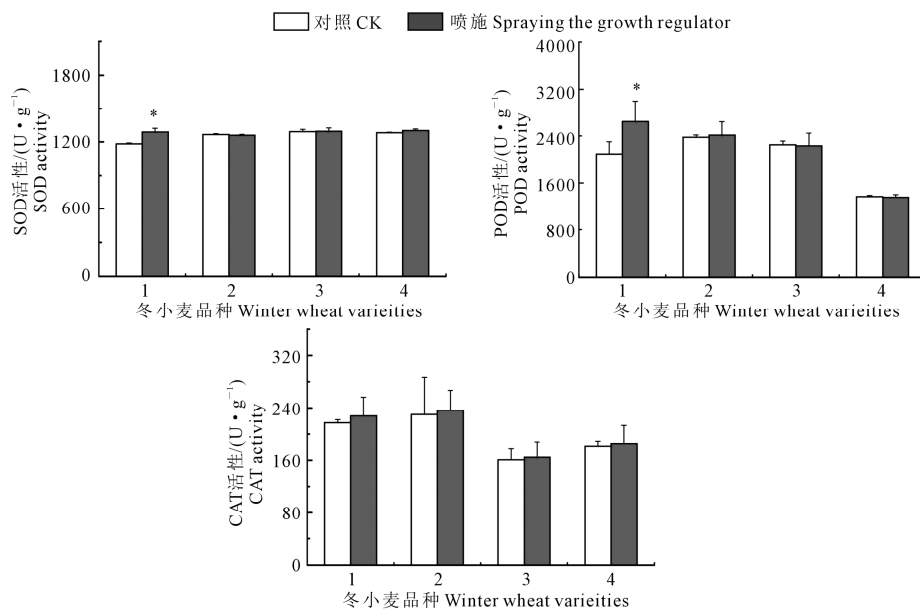 对照 CK 喷施 Spraying the growth regulator
SOD活性/(U·g⁻¹)
SOD activity
1800
1200
600
0
*
1 2 3 4
冬小麦品种 Winter wheat varieities
POD活性/(U·g⁻¹)
POD activity
4000
3200
2400
1600
800
0
*
1 2 3 4
冬小麦品种 Winter wheat varieities
CAT活性/(U·g⁻¹)
CAT activity
320
240
160
80
0
1 2 3 4
冬小麦品种 Winter wheat varieities